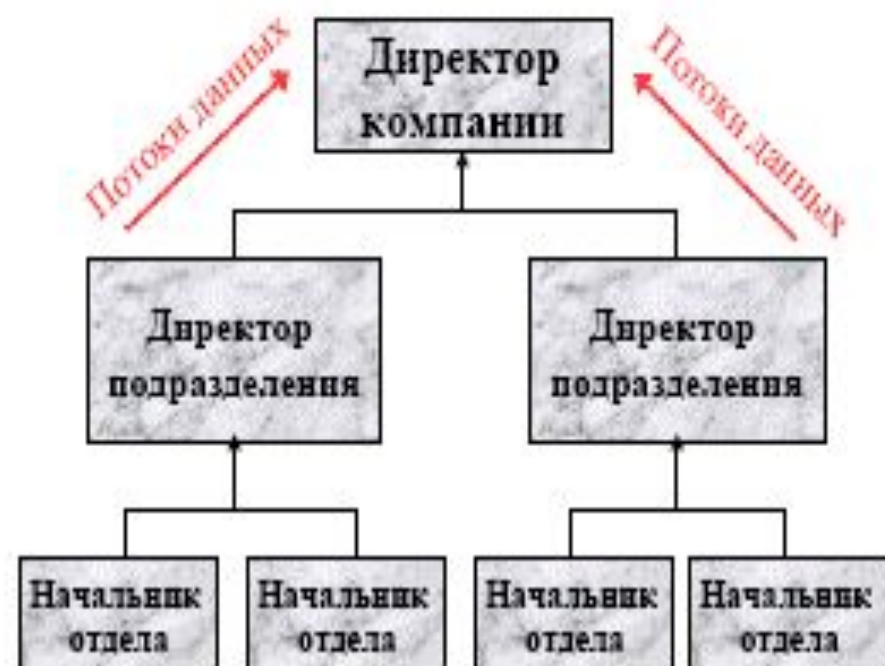 Потоки данных
Директор
компании
Потоки данных
Директор
подразделения
Директор
подразделения
Начальник
отдела
Начальник
отдела
Начальник
отдела
Начальник
отдела